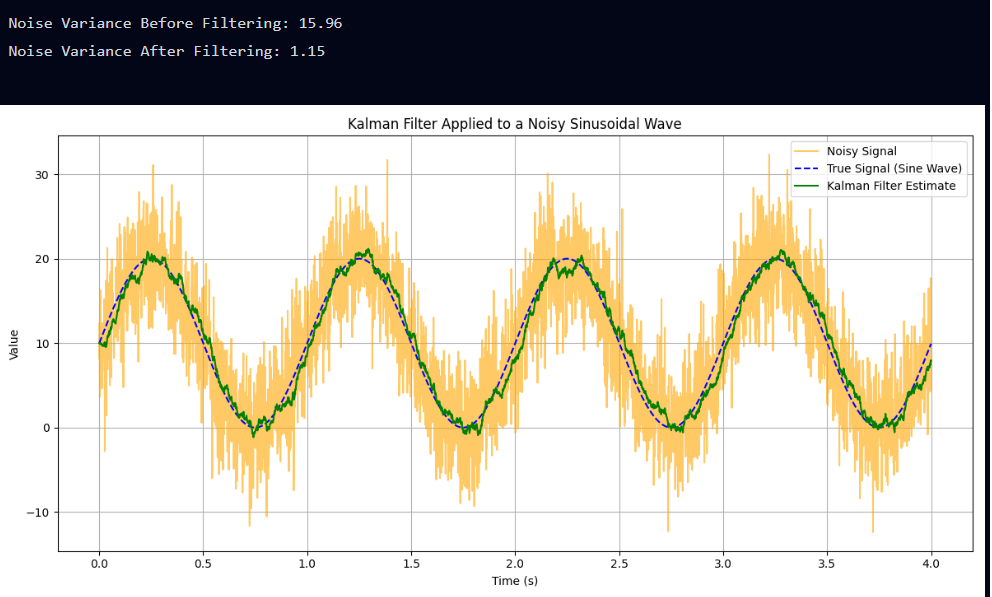 Noise Variance Before Filtering: 15.96
Noise Variance After Filtering: 1.15
Kalman Filter Applied to a Noisy Sinusoidal Wave
Noisy Signal
True Signal (Sine Wave)
Kalman Filter Estimate
Value
30
20
10
0
−10
0.0 0.5 1.0 1.5 2.0 2.5 3.0 3.5 4.0
Time (s)